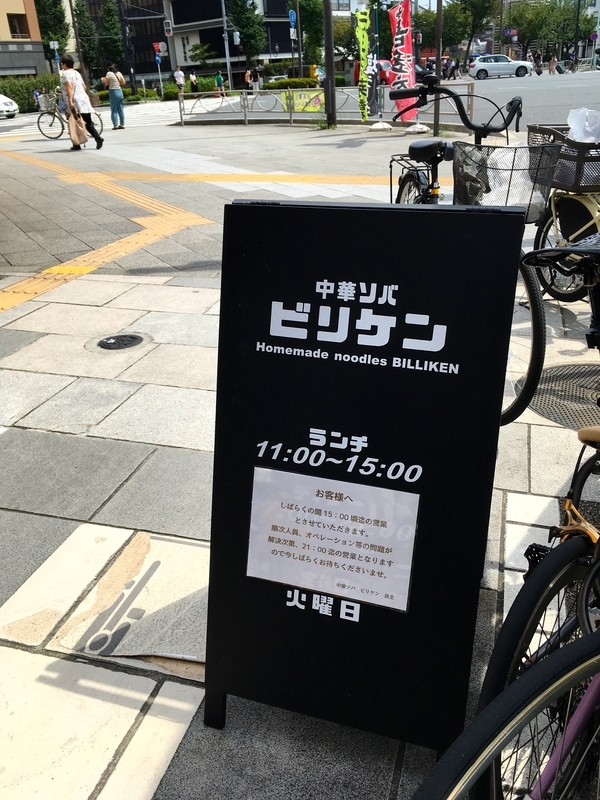 中華ソバ
ビリケン
Homemade noodles BILLIKEN
ランチ
11:00~15:00
お客様へ
しばらくの間15:00頃迄の営業
とさせていただきます。
順次人員、オペレーション等の問題が
解決次第、21:00迄の営業となります
ので今しばらくお待ちくださいませ。
中華ソバ ビリケン 店主
火曜日